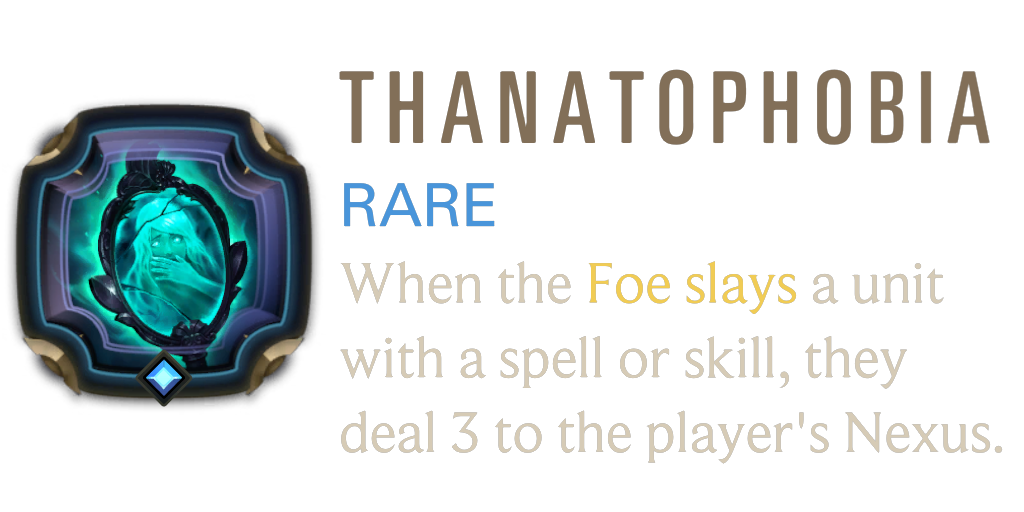 THANATOPHOBIA
RARE
When the Foe slays a unit
with a spell or skill, they
deal 3 to the player's Nexus.